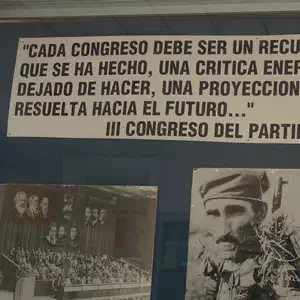 "CADA CONGRESO DEBE SER UN RECU
QUE SE HA HECHO, UNA CRITICA ENER
DEJADO DE HACER, UNA PROYECCION
RESUELTA HACIA EL FUTURO..."
III CONGRESO DEL PARTI